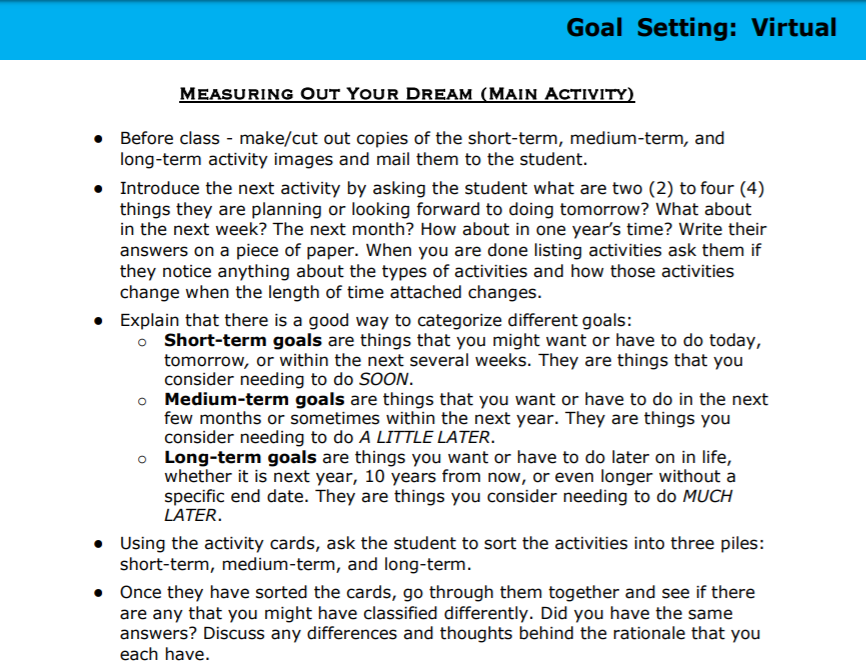 Goal Setting: Virtual
MEASURING OUT YOUR DREAM (MAIN ACTIVITY)
● Before class - make/cut out copies of the short-term, medium-term, and
long-term activity images and mail them to the student.
● Introduce the next activity by asking the student what are two (2) to four (4)
things they are planning or looking forward to doing tomorrow? What about
in the next week? The next month? How about in one year’s time? Write their
answers on a piece of paper. When you are done listing activities ask them if
they notice anything about the types of activities and how those activities
change when the length of time attached changes.
● Explain that there is a good way to categorize different goals:
○ Short-term goals are things that you might want or have to do today,
tomorrow, or within the next several weeks. They are things that you
consider needing to do SOON.
○ Medium-term goals are things that you want or have to do in the next
few months or sometimes within the next year. They are things you
consider needing to do A LITTLE LATER.
○ Long-term goals are things you want or have to do later on in life,
whether it is next year, 10 years from now, or even longer without a
specific end date. They are things you consider needing to do MUCH
LATER.
● Using the activity cards, ask the student to sort the activities into three piles:
short-term, medium-term, and long-term.
● Once they have sorted the cards, go through them together and see if there
are any that you might have classified differently. Did you have the same
answers? Discuss any differences and thoughts behind the rationale that you
each have.